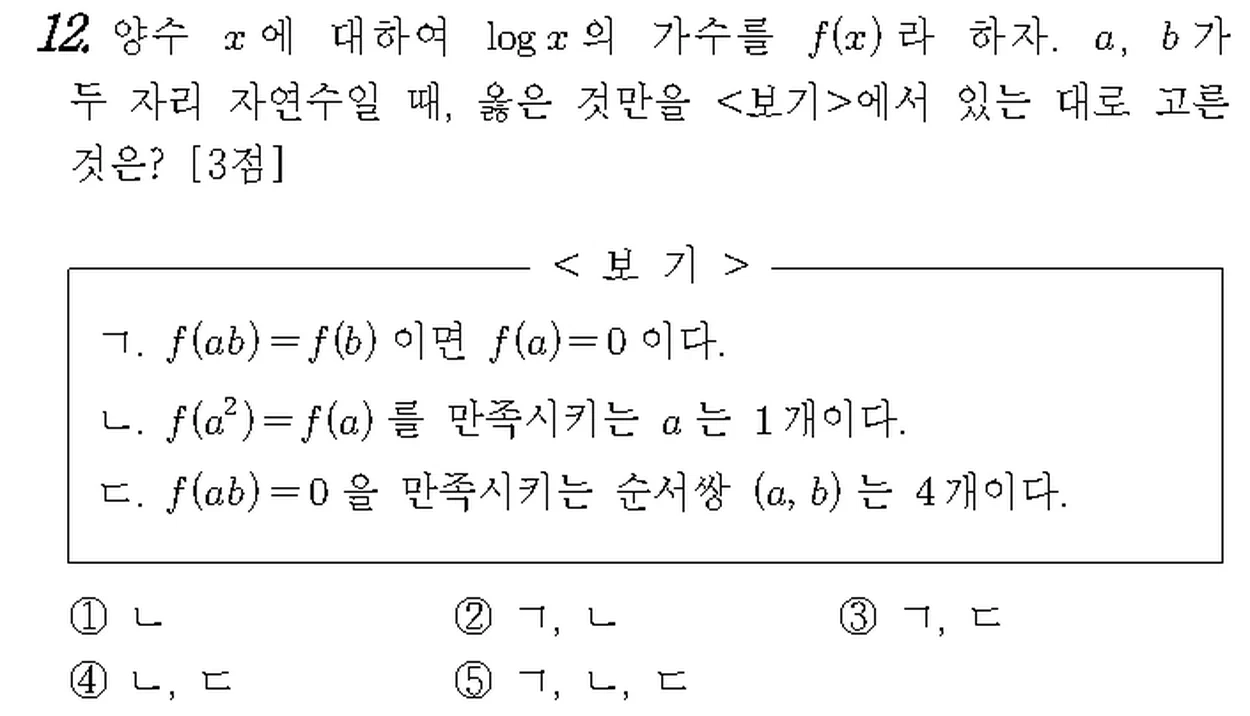 12. 양수 x에 대하여 log x의 가수를 f(x)라 하자. a, b가
두 자리 자연수일 때, 옳은 것만을 <보기>에서 있는 대로 고른
것은? [3점]
< 보 기 >
ㄱ. f(ab)=f(b) 이면 f(a)=0 이다.
ㄴ. f(a²)=f(a) 를 만족시키는 a는 1개이다.
ㄷ. f(ab)=0 을 만족시키는 순서쌍 (a, b)는 4개이다.
① ㄴ ② ㄱ, ㄴ ③ ㄱ, ㄷ
④ ㄴ, ㄷ ⑤ ㄱ, ㄴ, ㄷ